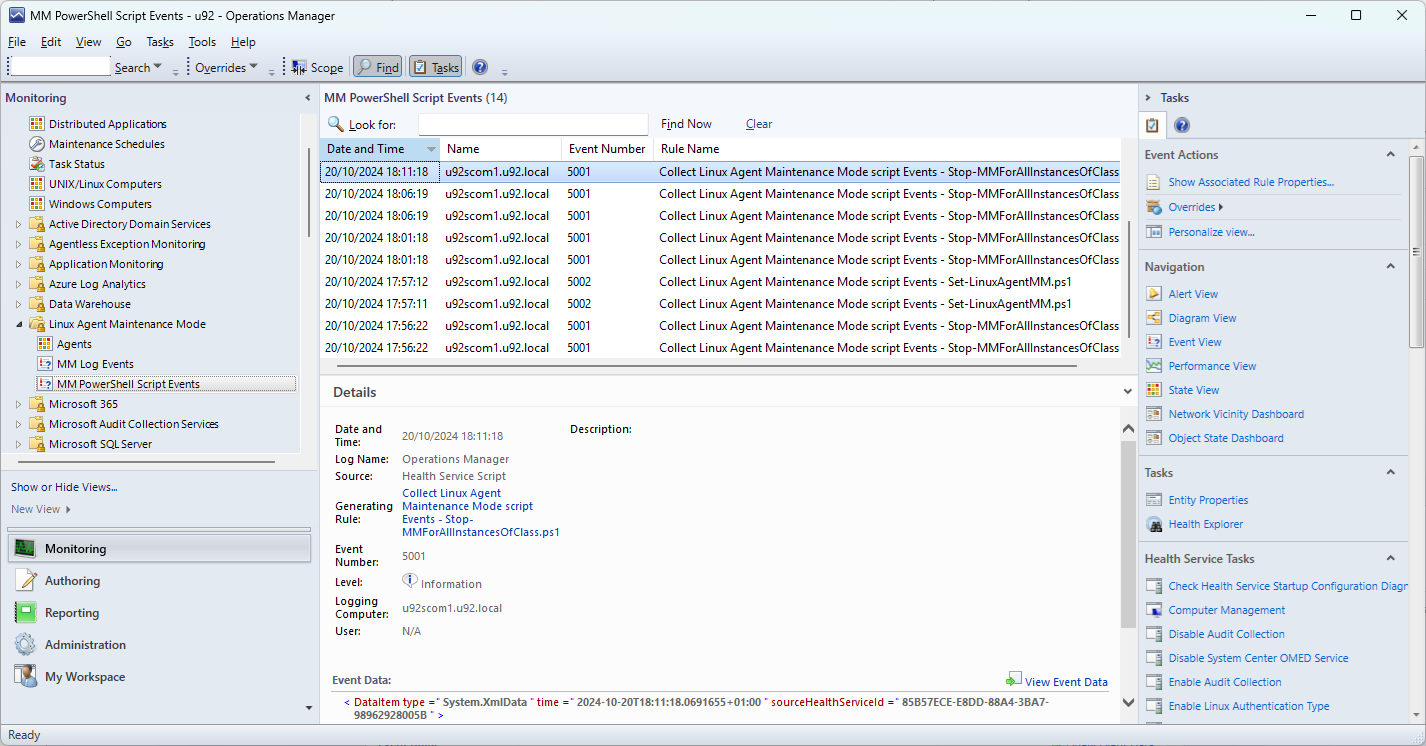 MM PowerShell Script Events - u92 - Operations Manager
File Edit View Go Tasks Tools Help
Search Overrides Scope Find Tasks
Monitoring
Distributed Applications
Maintenance Schedules
Task Status
UNIX/Linux Computers
Windows Computers
Active Directory Domain Services
Agentless Exception Monitoring
Application Monitoring
Azure Log Analytics
Data Warehouse
Linux Agent Maintenance Mode
Agents
MM Log Events
MM PowerShell Script Events
Microsoft 365
Microsoft Audit Collection Services
Microsoft SQL Server
Show or Hide Views...
New View
Monitoring
Authoring
Reporting
Administration
My Workspace
MM PowerShell Script Events (14)
Look for: Find Now Clear
Date and Time Name Event Number Rule Name
20/10/2024 18:11:18 u92scom1.u92.local 5001 Collect Linux Agent Maintenance Mode script Events - Stop-MMForAllInstancesOfClass
20/10/2024 18:06:19 u92scom1.u92.local 5001 Collect Linux Agent Maintenance Mode script Events - Stop-MMForAllInstancesOfClass
20/10/2024 18:06:19 u92scom1.u92.local 5001 Collect Linux Agent Maintenance Mode script Events - Stop-MMForAllInstancesOfClass
20/10/2024 18:01:18 u92scom1.u92.local 5001 Collect Linux Agent Maintenance Mode script Events - Stop-MMForAllInstancesOfClass
20/10/2024 18:01:18 u92scom1.u92.local 5001 Collect Linux Agent Maintenance Mode script Events - Stop-MMForAllInstancesOfClass
20/10/2024 17:57:12 u92scom1.u92.local 5002 Collect Linux Agent Maintenance Mode script Events - Set-LinuxAgentMM.ps1
20/10/2024 17:57:11 u92scom1.u92.local 5002 Collect Linux Agent Maintenance Mode script Events - Set-LinuxAgentMM.ps1
20/10/2024 17:56:22 u92scom1.u92.local 5001 Collect Linux Agent Maintenance Mode script Events - Stop-MMForAllInstancesOfClass
20/10/2024 17:56:22 u92scom1.u92.local 5001 Collect Linux Agent Maintenance Mode script Events - Stop-MMForAllInstancesOfClass
Details
Date and
Time:
20/10/2024 18:11:18
Description:
Log Name: Operations Manager
Source: Health Service Script
Generating
Rule:
Collect Linux Agent
Maintenance Mode script
Events - Stop-
MMForAllInstancesOfClass.ps1
Event
Number:
5001
Level: Information
Logging
Computer:
u92scom1.u92.local
User: N/A
Event Data: View Event Data
< DataItem type =" System.XmlData " time =" 2024-10-20T18:11:18.0691655+01:00 " sourceHealthServiceId =" 85B57ECE-E8DD-88A4-3BA7-
98962928005B " >
Tasks
Event Actions
Show Associated Rule Properties...
Overrides
Personalize view...
Navigation
Alert View
Diagram View
Event View
Performance View
State View
Network Vicinity Dashboard
Object State Dashboard
Tasks
Entity Properties
Health Explorer
Health Service Tasks
Check Health Service Startup Configuration Diagn
Computer Management
Disable Audit Collection
Disable System Center OMED Service
Enable Audit Collection
Enable Linux Authentication Type
Ready